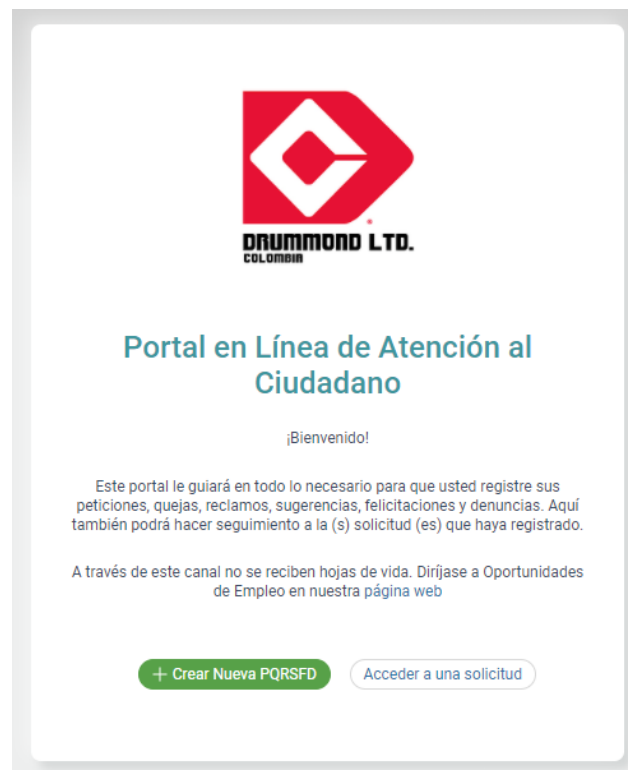 DRUMMOND LTD.
COLOMBIA
Portal en Línea de Atención al
Ciudadano
¡Bienvenido!
Este portal le guiará en todo lo necesario para que usted registre sus
peticiones, quejas, reclamos, sugerencias, felicitaciones y denuncias. Aquí
también podrá hacer seguimiento a la (s) solicitud (es) que haya registrado.
A través de este canal no se reciben hojas de vida. Diríjase a Oportunidades
de Empleo en nuestra página web
+ Crear Nueva PQRSFD
Acceder a una solicitud